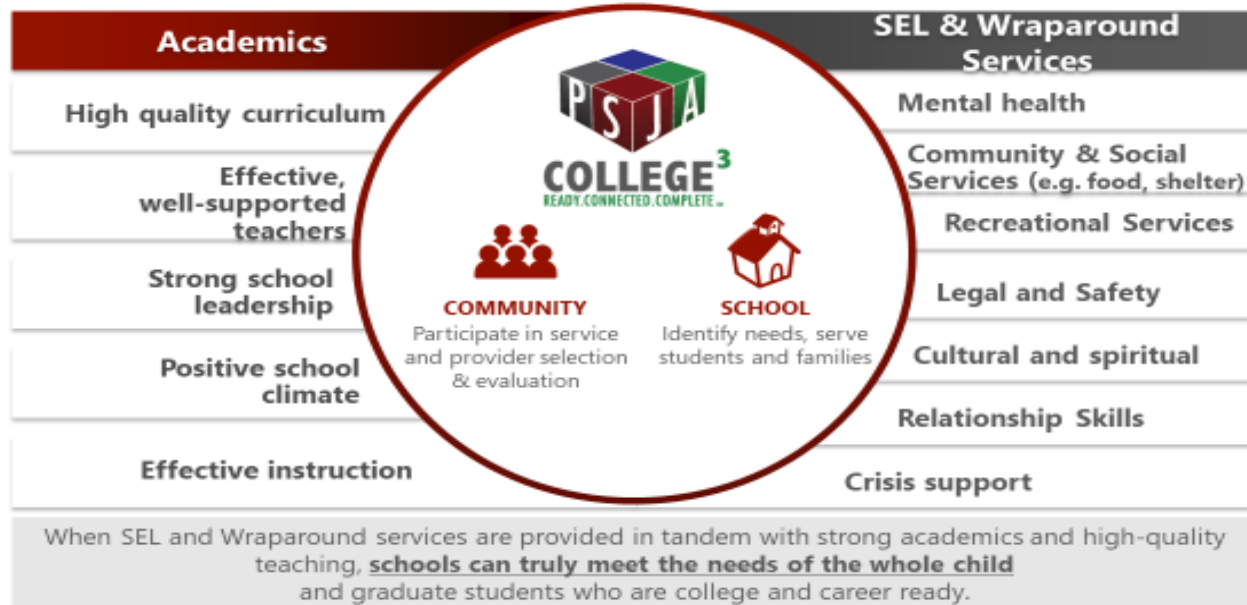 Academics
High quality curriculum
Effective,
well-supported
teachers
Strong school
leadership
Positive school
climate
Effective instruction
PSJA
COLLEGE³
READY.CONNECTED.COMPLETE
COMMUNITY
Participate in service
and provider selection
& evaluation
SCHOOL
Identify needs, serve
students and families
SEL & Wraparound
Services
Mental health
Community & Social
Services (e.g. food, shelter)
Recreational Services
Legal and Safety
Cultural and spiritual
Relationship Skills
Crisis support
When SEL and Wraparound services are provided in tandem with strong academics and high-quality
teaching, schools can truly meet the needs of the whole child
and graduate students who are college and career ready.